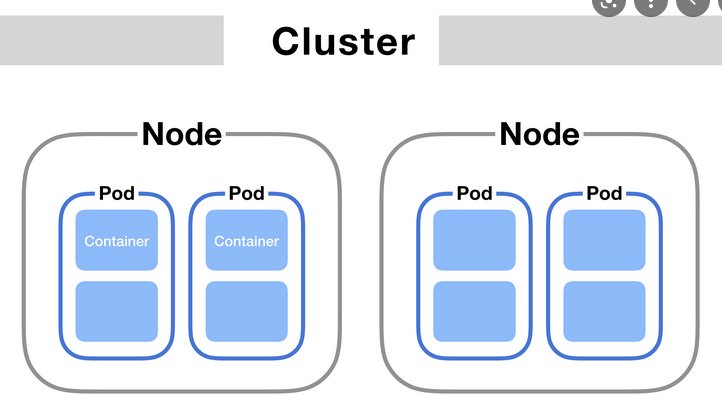 Cluster
Node
Node
Pod
Pod
Pod
Pod
Container
Container